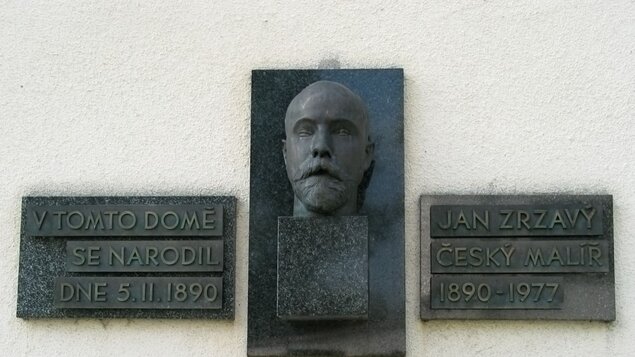 V TOMTO DOMĚ
SE NARODIL
DNE 5. 11. 1890
JAN ZRZAVÝ
ČESKÝ MALÍŘ
1890-1977